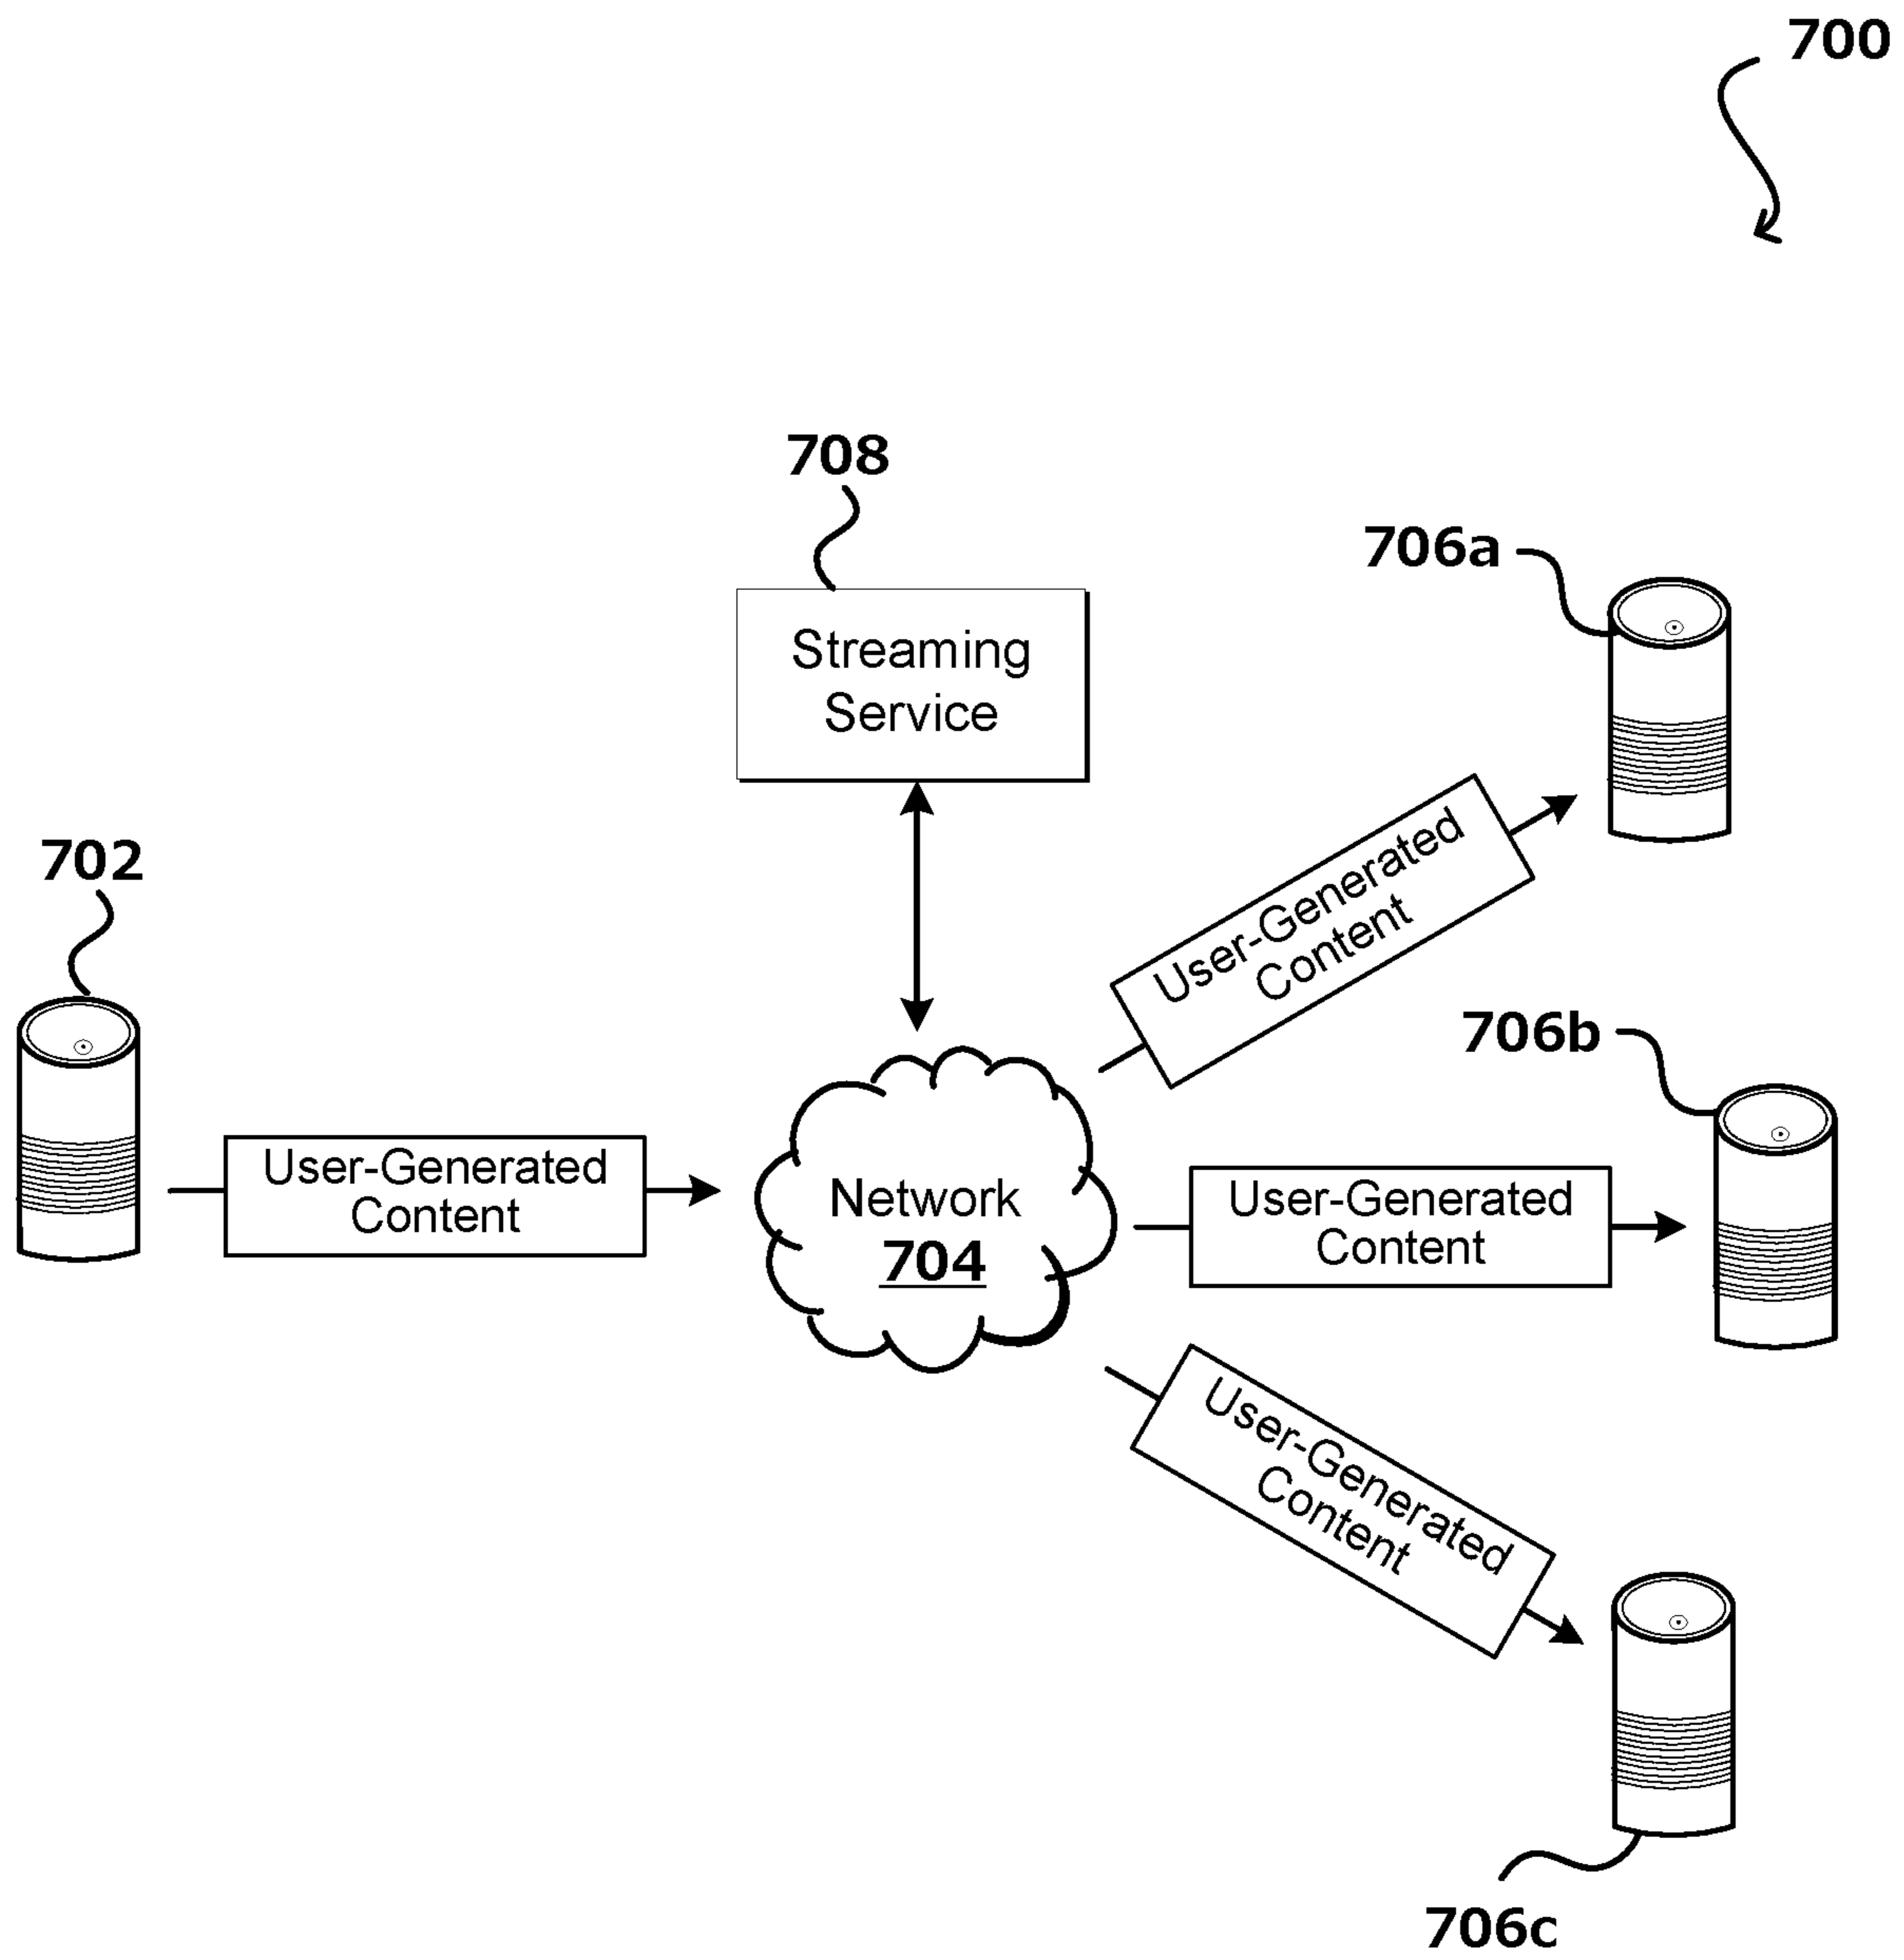 700
708
706a
Streaming
Service
702
User-Generated
Content
706b
User-Generated
Content
Network
704
User-Generated
Content
User-Generated
Content
706c